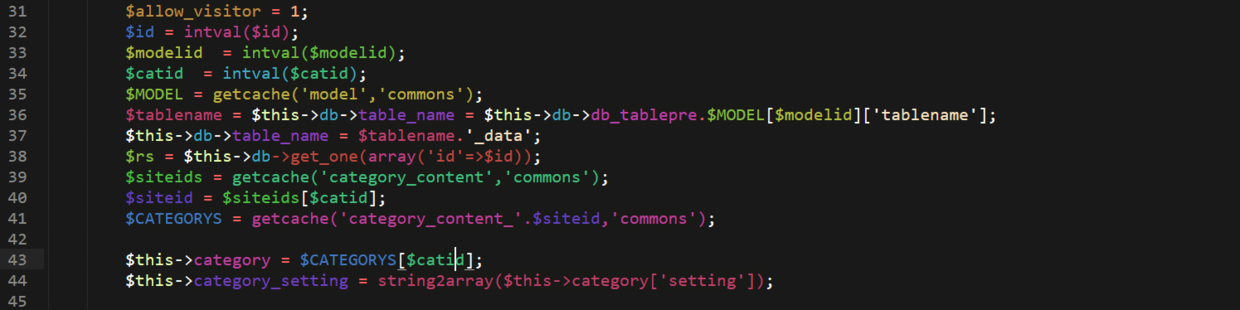 31 $allow_visitor = 1;
32 $id = intval($id);
33 $modelid  = intval($modelid);
34 $catid  = intval($catid);
35 $MODEL = getcache('model','commons');
36 $tablename = $this->db->table_name = $this->db->db_tablepre.$MODEL[$modelid]['tablename'];
37 $this->db->table_name = $tablename.'_data';
38 $rs = $this->db->get_one(array('id'=>$id));
39 $siteids = getcache('category_content','commons');
40 $siteid = $siteids[$catid];
41 $CATEGORYS = getcache('category_content_'.$siteid,'commons');
42
43 $this->category = $CATEGORYS[$catid];
44 $this->category_setting = string2array($this->category['setting']);
45